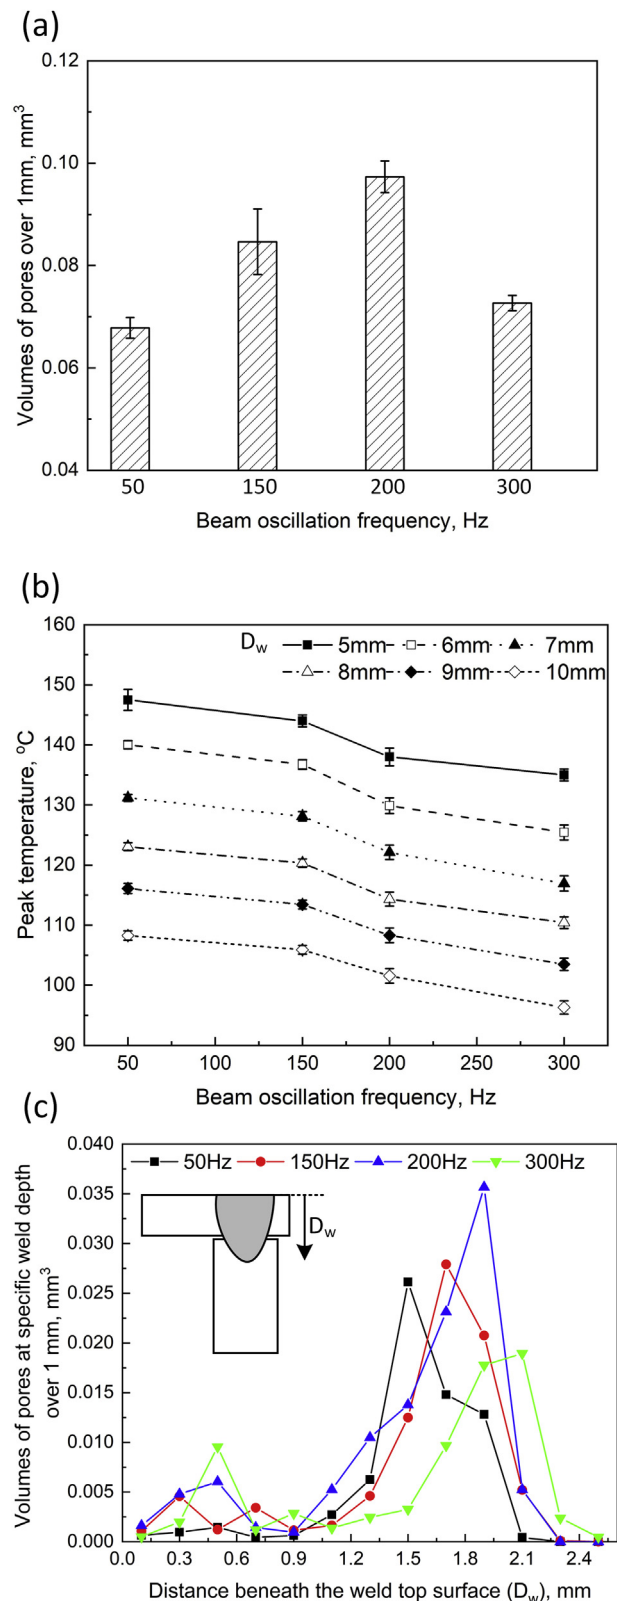 (a)
0.12
0.10
0.08
0.06
0.04
Volumes of pores over 1mm, mm³
50 150 200 300
Beam oscillation frequency, Hz
(b)
160
150
140
130
120
110
100
90
Peak temperature, °C
D_w 5mm 6mm 7mm
8mm 9mm 10mm
50 100 150 200 250 300
Beam oscillation frequency, Hz
(c)
0.040
0.035
0.030
0.025
0.020
0.015
0.010
0.005
0.000
Volumes of pores at specific weld depth
over 1 mm, mm³
50Hz 150Hz 200Hz 300Hz
D_w
0.0 0.3 0.6 0.9 1.2 1.5 1.8 2.1 2.4
Distance beneath the weld top surface (D_w), mm